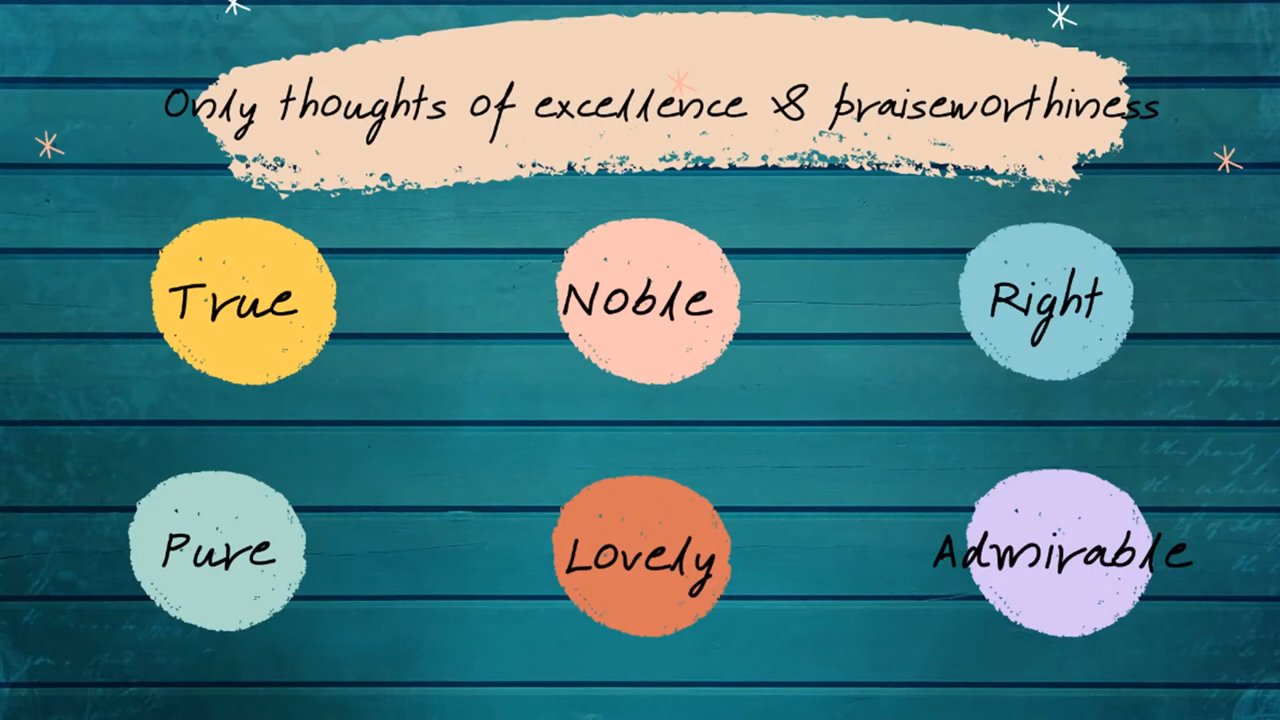 Only thoughts of excellence & praiseworthiness
True
Noble
Right
Pure
Lovely
Admirable